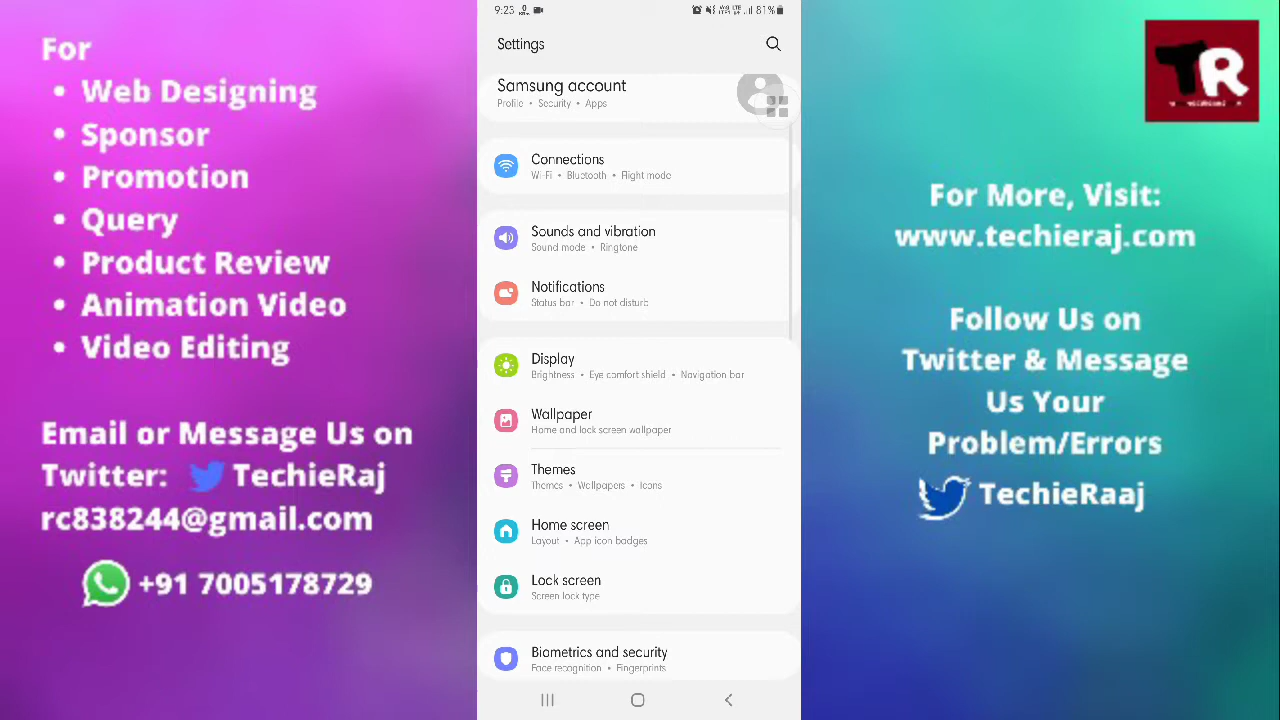 For
• Web Designing
• Sponsor
• Promotion
• Query
• Product Review
• Animation Video
• Video Editing
Email or Message Us on
Twitter: TechieRaj
rc838244@gmail.com
+91 7005178729
9:23
81%
Settings
Samsung account
Profile • Security • Apps
Connections
Wi-Fi • Bluetooth • Flight mode
Sounds and vibration
Sound mode • Ringtone
Notifications
Status bar • Do not disturb
Display
Brightness • Eye comfort shield • Navigation bar
Wallpaper
Home and lock screen wallpaper
Themes
Themes • Wallpapers • Icons
Home screen
Layout • App icon badges
Lock screen
Screen lock type
Biometrics and security
Face recognition • Fingerprints
TR
For More, Visit:
www.techieraj.com
Follow Us on
Twitter & Message
Us Your
Problem/Errors
TechieRaaj